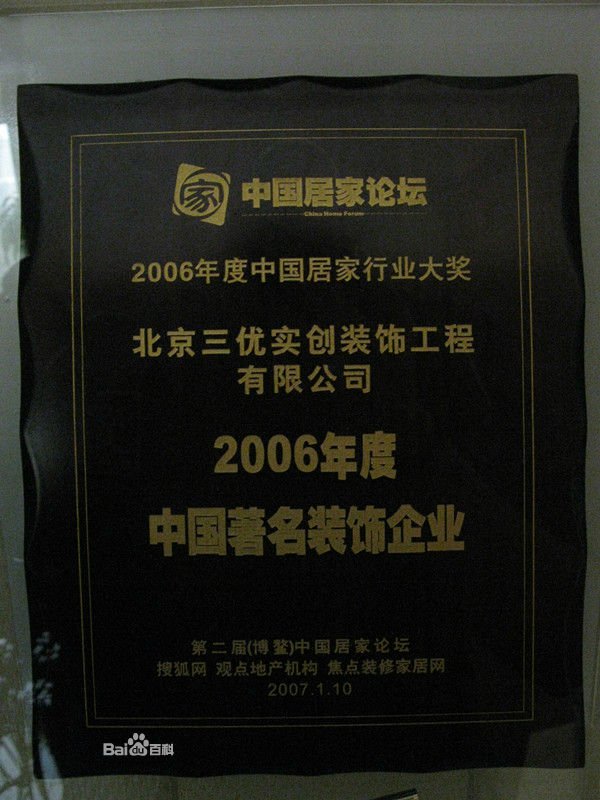 家 中国居家论坛
China Home Forum
2006年度中国居家行业大奖
北京三优实创装饰工程
有限公司
2006年度
中国著名装饰企业
第二届(博鳌)中国居家论坛
搜狐网 观点地产机构 焦点装修家居网
2007.1.10
Baidu百科